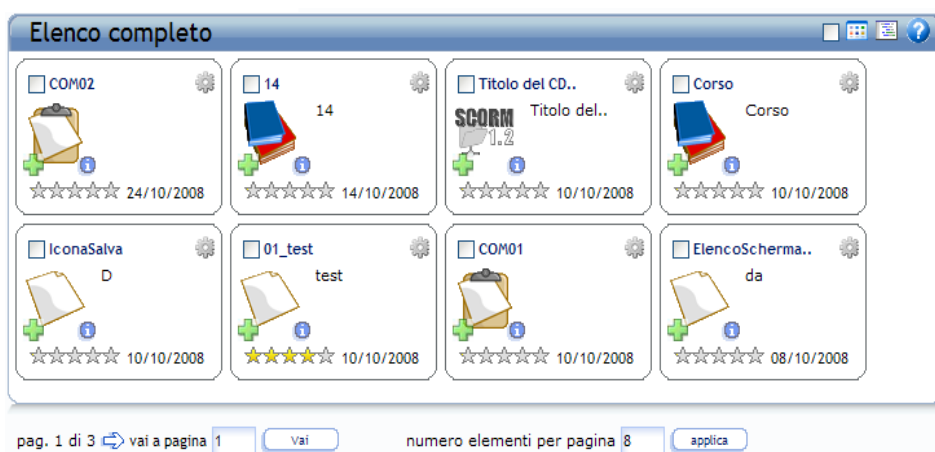 Elenco completo
COM02
24/10/2008
14
14
14/10/2008
Titolo del CD..
Titolo del..
SCORM
1.2
10/10/2008
Corso
Corso
10/10/2008
IconaSalva
D
10/10/2008
01_test
test
10/10/2008
COM01
10/10/2008
ElencoScherma..
da
08/10/2008
pag. 1 di 3 vai a pagina 1 Vai numero elementi per pagina 8 applica